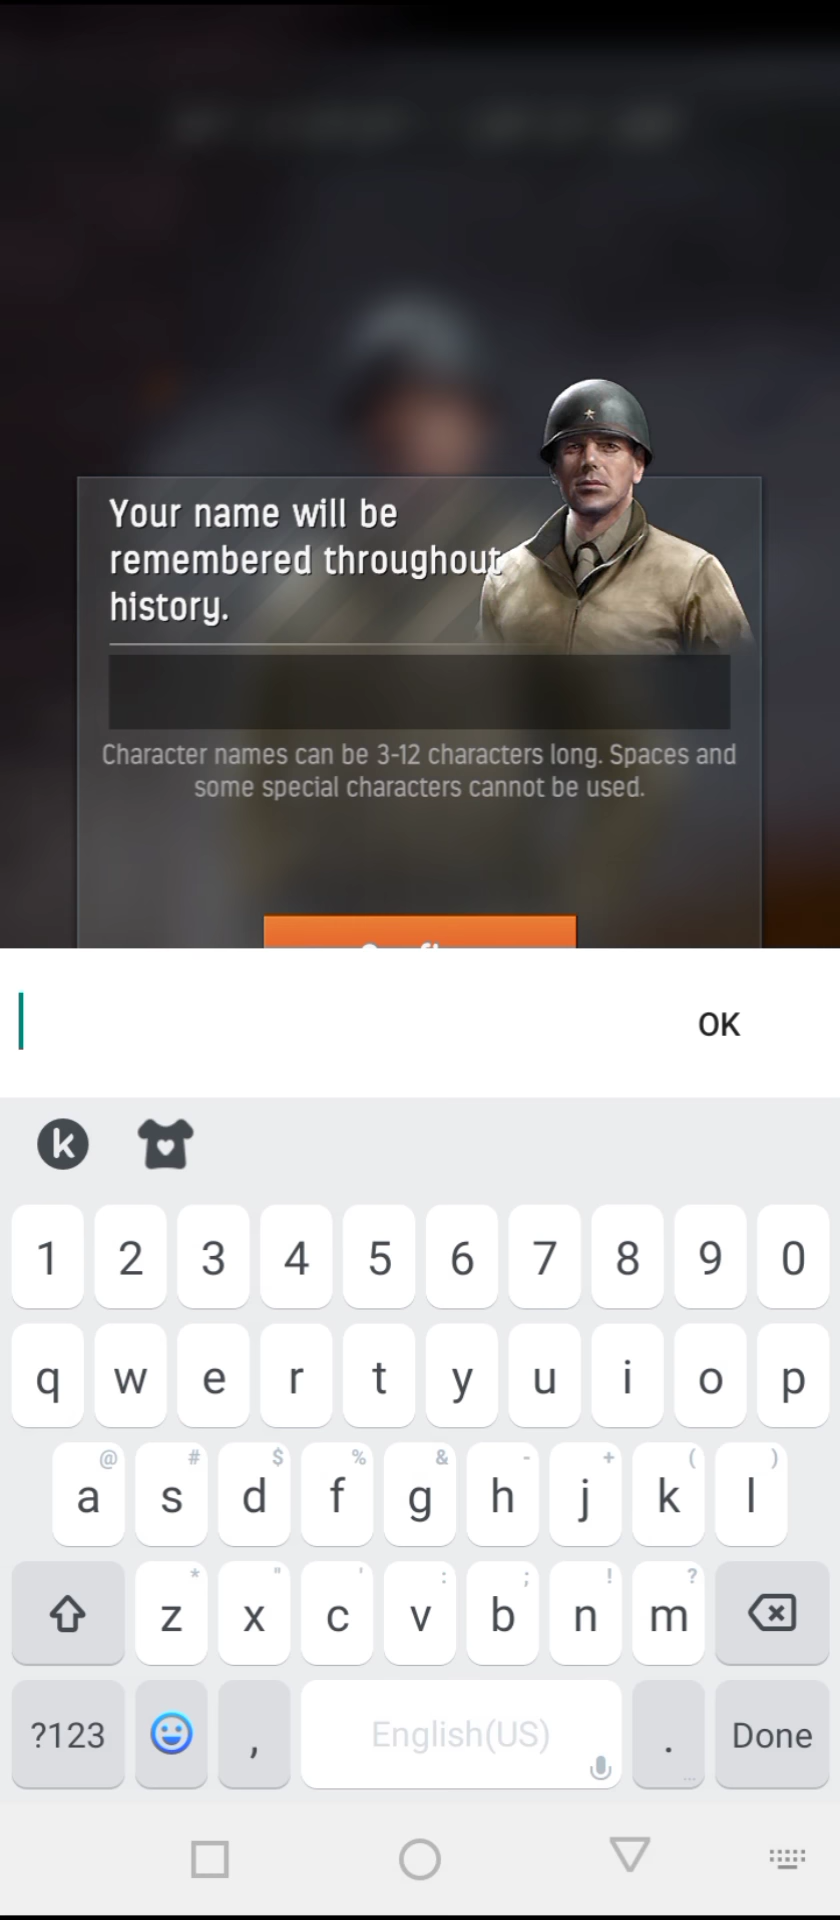 Your name will be
remembered throughout
history.
Character names can be 3-12 characters long. Spaces and
some special characters cannot be used.
OK
k
1 2 3 4 5 6 7 8 9 0
q w e r t y u i o p
@ # $ % & - + ( )
a s d f g h j k l
* " ' : ; ! ?
z x c v b n m
?123 , English(US) . Done
...